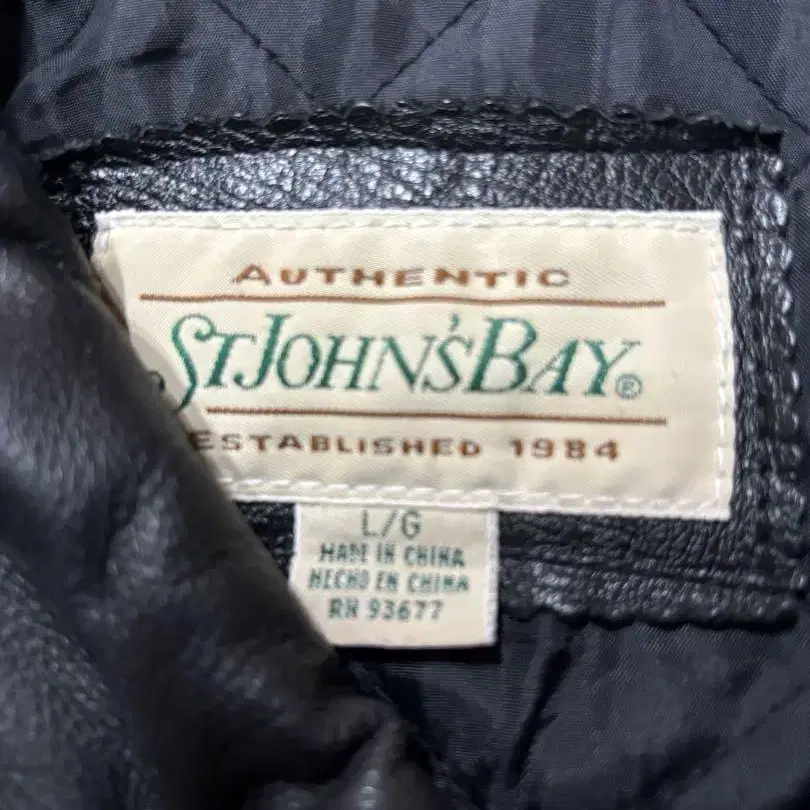 AUTHENTIC
ST JOHN'S BAY®
ESTABLISHED 1984
L/G
MADE IN CHINA
HECHO EN CHINA
RN 93677